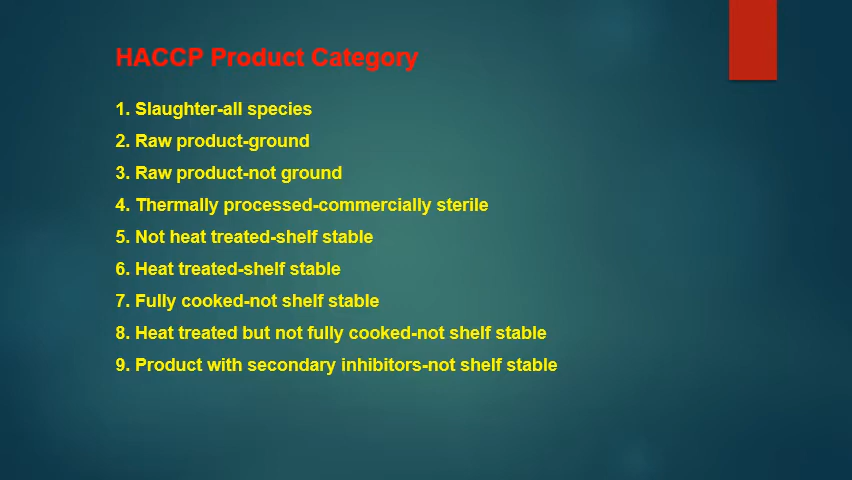 HACCP Product Category
1. Slaughter-all species
2. Raw product-ground
3. Raw product-not ground
4. Thermally processed-commercially sterile
5. Not heat treated-shelf stable
6. Heat treated-shelf stable
7. Fully cooked-not shelf stable
8. Heat treated but not fully cooked-not shelf stable
9. Product with secondary inhibitors-not shelf stable